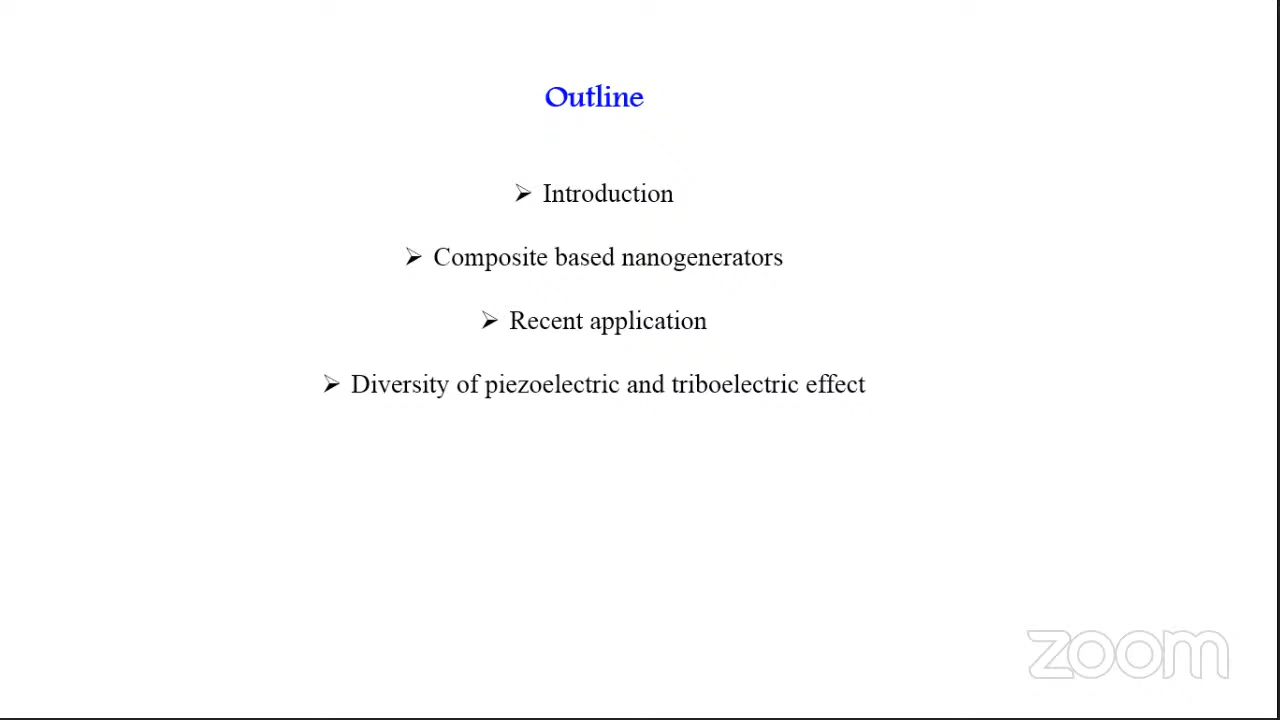 Outline
➢ Introduction
➢ Composite based nanogenerators
➢ Recent application
➢ Diversity of piezoelectric and triboelectric effect
zoom